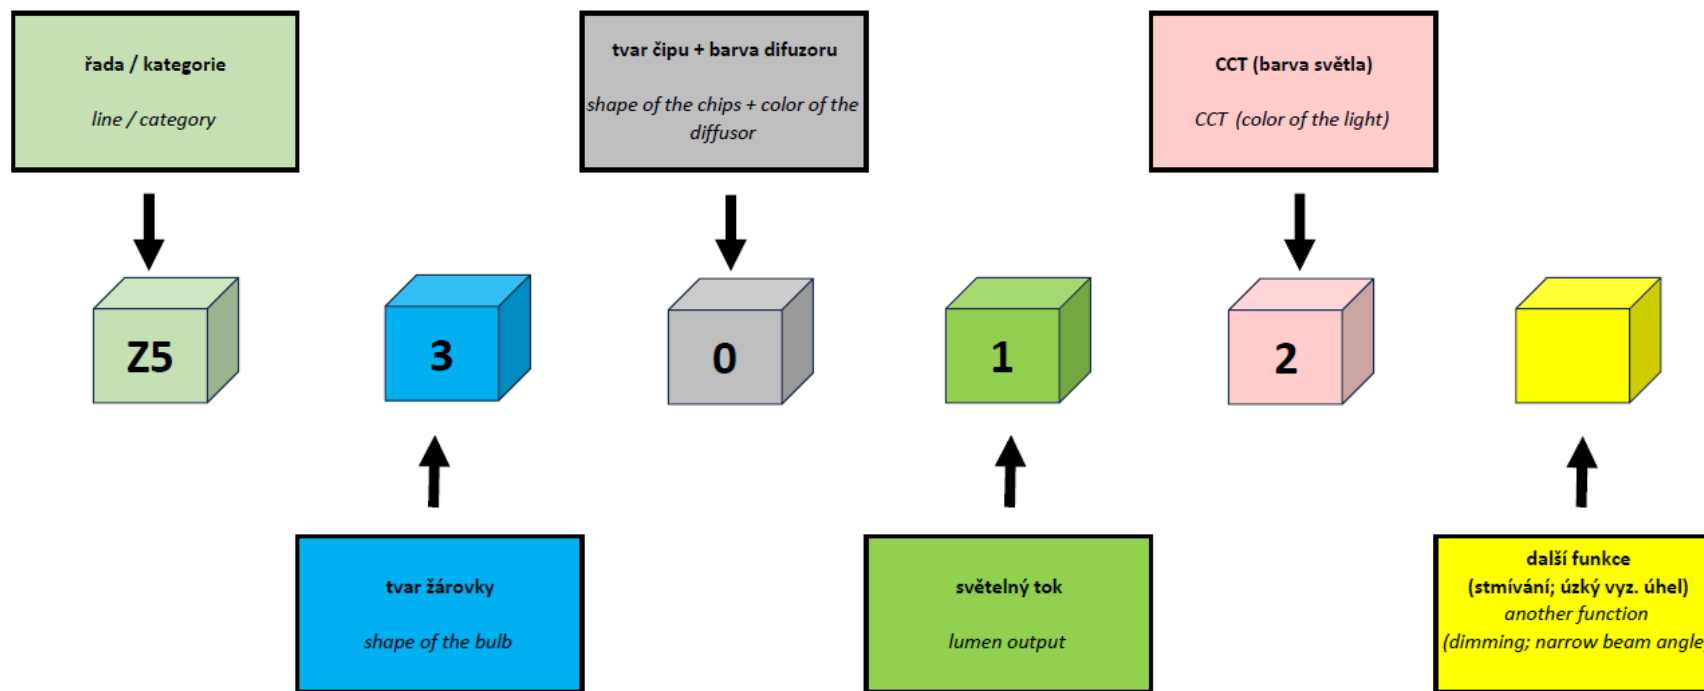 řada / kategorie
line / category
tvar čipu + barva difuzoru
shape of the chips + color of the
diffusor
CCT (barva světla)
CCT (color of the light)
Z5
3
0
1
2
tvar žárovky
shape of the bulb
světelný tok
lumen output
další funkce
(stmívání; úzký vyz. úhel)
another function
(dimming; narrow beam angle